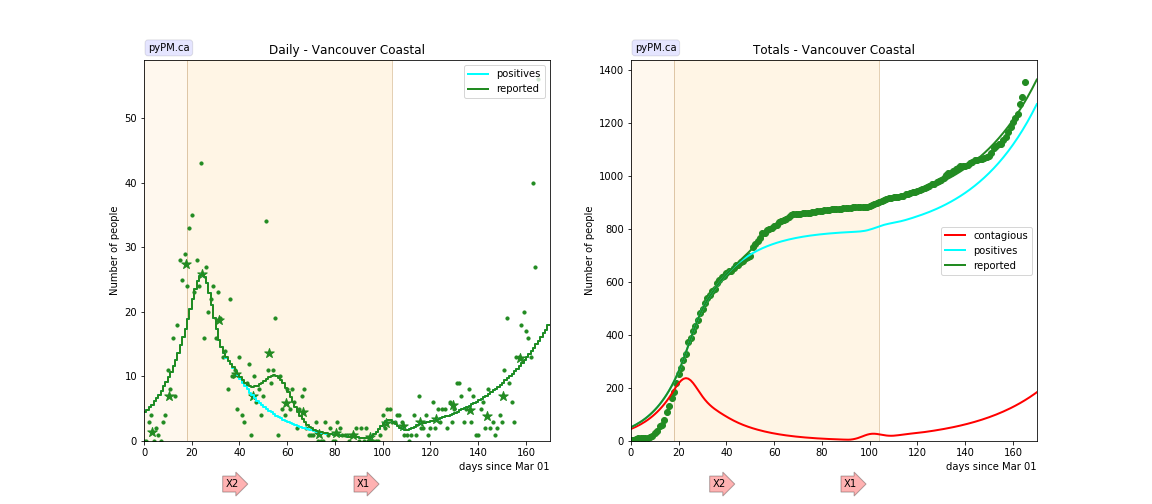 pyPM.ca
Daily - Vancouver Coastal
positives
reported
Number of people
50
40
30
20
10
0
0 20 40 60 80 100 120 140 160
days since Mar 01
X2
X1
pyPM.ca
Totals - Vancouver Coastal
contagious
positives
reported
Number of people
1400
1200
1000
800
600
400
200
0
0 20 40 60 80 100 120 140 160
days since Mar 01
X2
X1